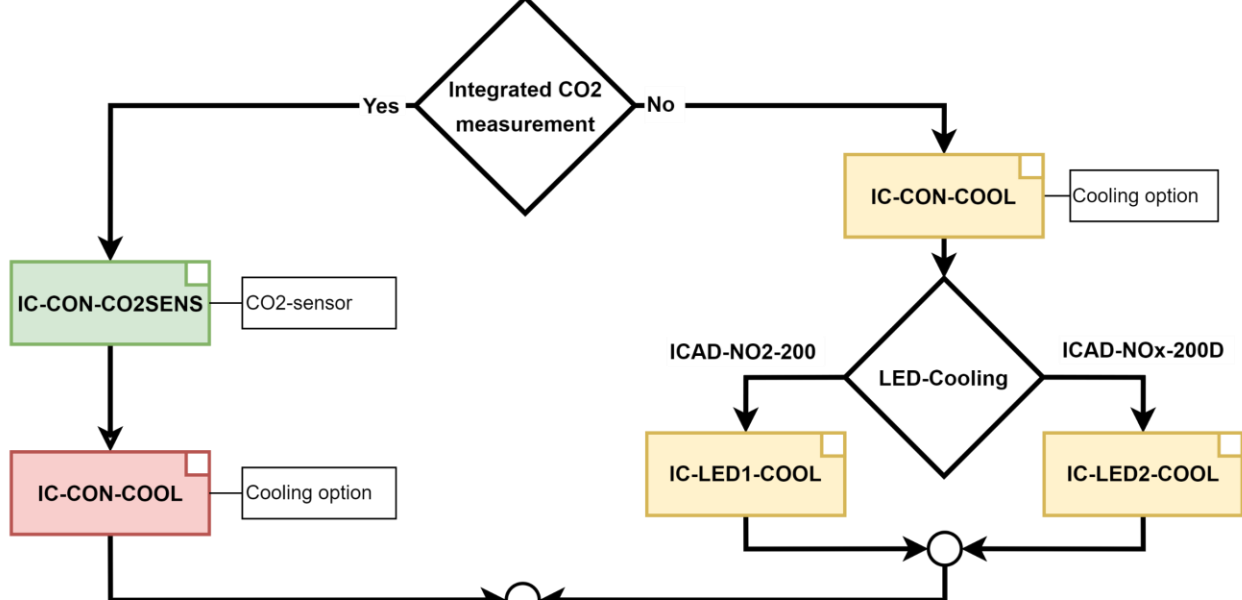 Integrated CO2
measurement
Yes
No
IC-CON-COOL
Cooling option
IC-CON-CO2SENS
CO2-sensor
ICAD-NO2-200
ICAD-NOx-200D
LED-Cooling
IC-CON-COOL
Cooling option
IC-LED1-COOL
IC-LED2-COOL